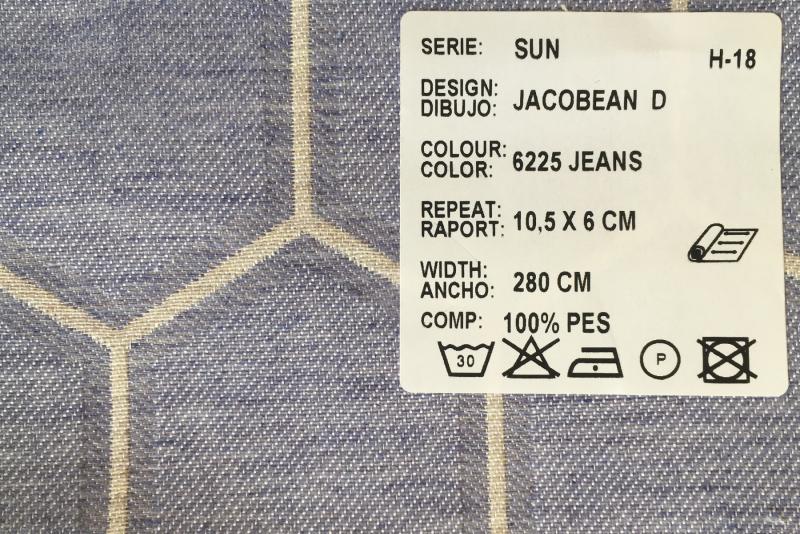 SERIE: SUN H-18
DESIGN:
DIBUJO: JACOBEAN D
COLOUR:
COLOR: 6225 JEANS
REPEAT:
RAPORT: 10,5 X 6 CM
WIDTH:
ANCHO: 280 CM
COMP: 100% PES
30 P